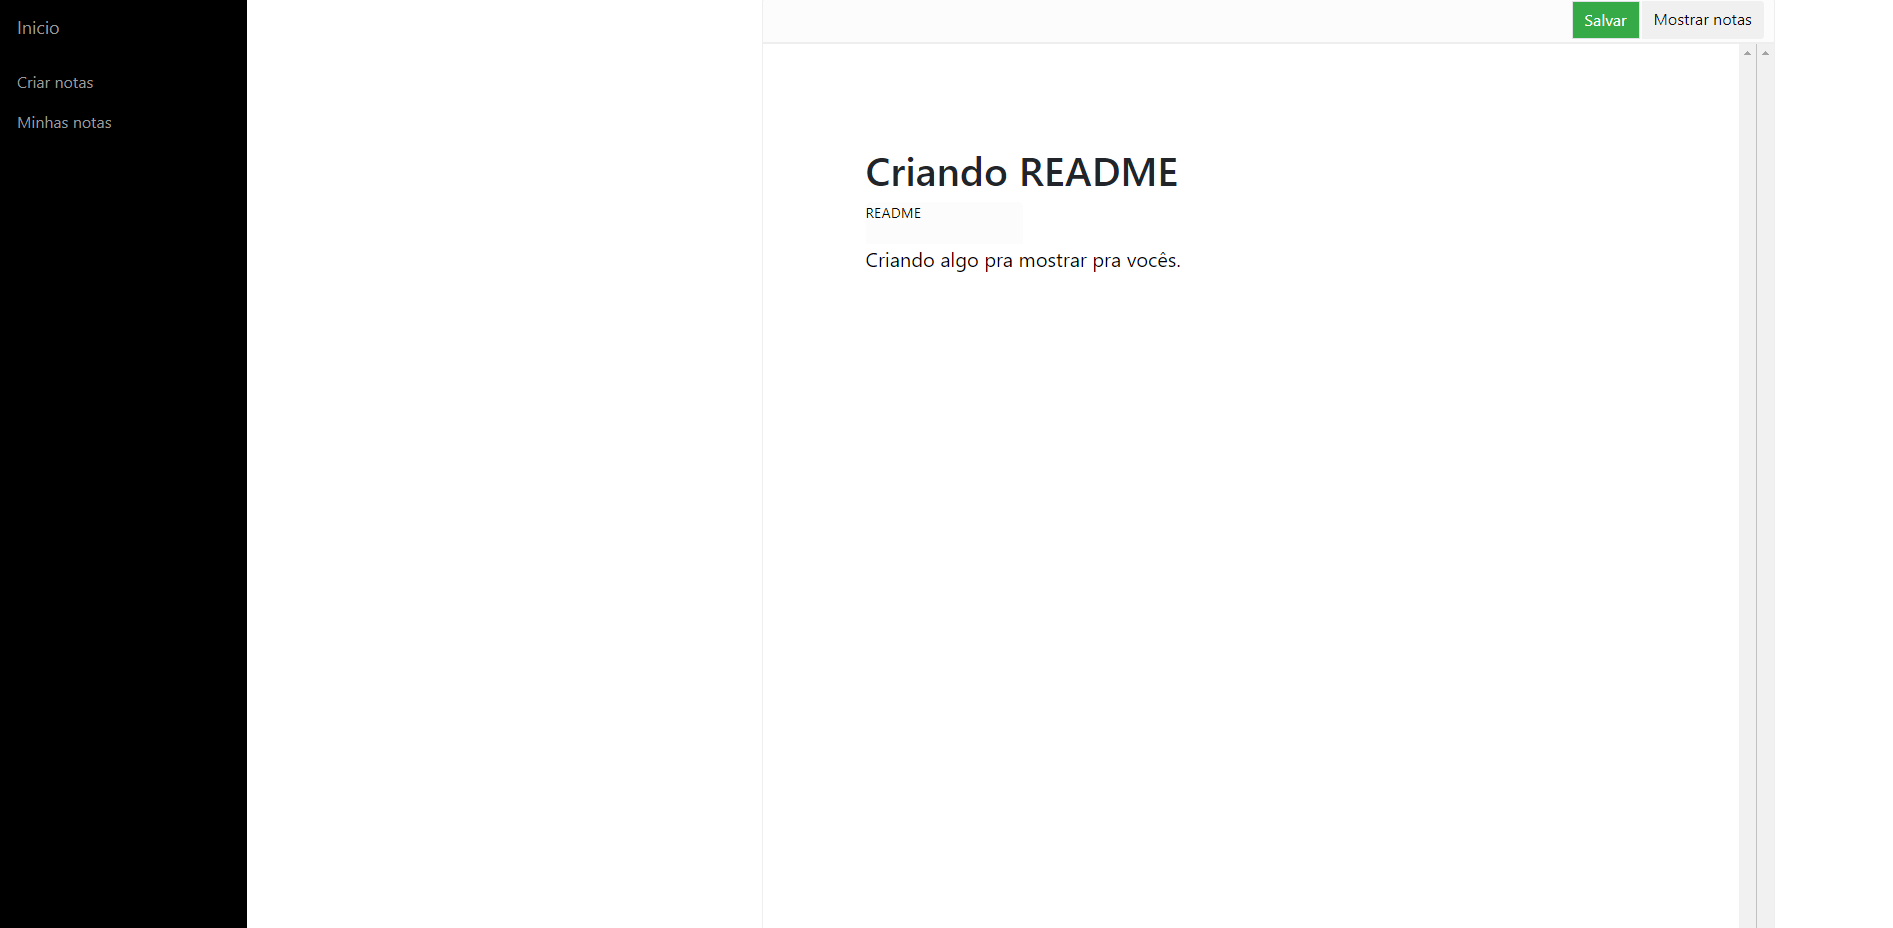 Inicio
Criar notas
Minhas notas
Salvar
Mostrar notas
Criando README
README
Criando algo pra mostrar pra vocês.